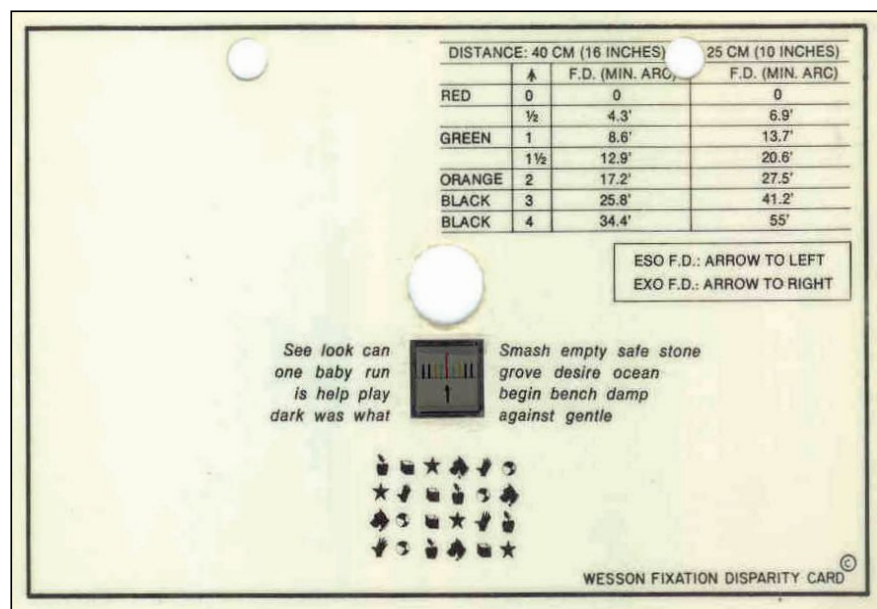 DISTANCE: 40 CM (16 INCHES) 25 CM (10 INCHES)
F.D. (MIN. ARC) F.D. (MIN. ARC)
RED 0 0 0
½ 4.3' 6.9'
GREEN 1 8.6' 13.7'
1½ 12.9' 20.6'
ORANGE 2 17.2' 27.5'
BLACK 3 25.8' 41.2'
BLACK 4 34.4' 55'
ESO F.D.: ARROW TO LEFT
EXO F.D.: ARROW TO RIGHT
See look can
one baby run
is help play
dark was what
Smash empty safe stone
grove desire ocean
begin bench damp
against gentle
WESSON FIXATION DISPARITY CARD ©